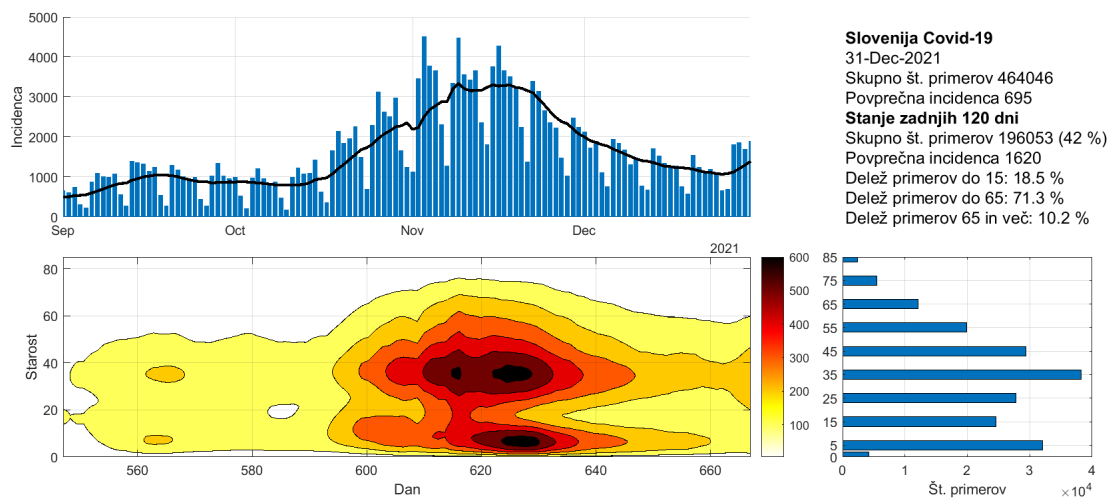 5000
4000
3000
2000
1000
0
Incidenca
Sep
Oct
Nov
Dec
2021
Slovenija Covid-19
31-Dec-2021
Skupno št. primerov 464046
Povprečna incidenca 695
Stanje zadnjih 120 dni
Skupno št. primerov 196053 (42 %)
Povprečna incidenca 1620
Delež primerov do 15: 18.5 %
Delež primerov do 65: 71.3 %
Delež primerov 65 in več: 10.2 %
80
60
40
20
0
Starost
560
580
600
620
640
660
Dan
600
500
400
300
200
100
85
75
65
55
45
35
25
15
5
0
0
1
2
3
4
Št. primerov
×10^4